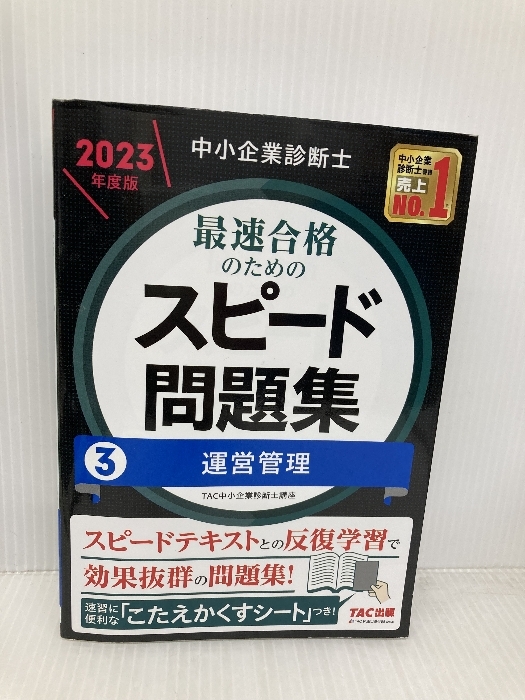 2023
年度版
中小企業診断士
中小企業
診断士書籍
売上
NO.1
最速合格
のための
スピード
問題集
3
運営管理
TAC中小企業診断士講座
スピードテキストとの反復学習で
効果抜群の問題集!
速習に
便利な「こたえかくすシート」つき!
TAC出版